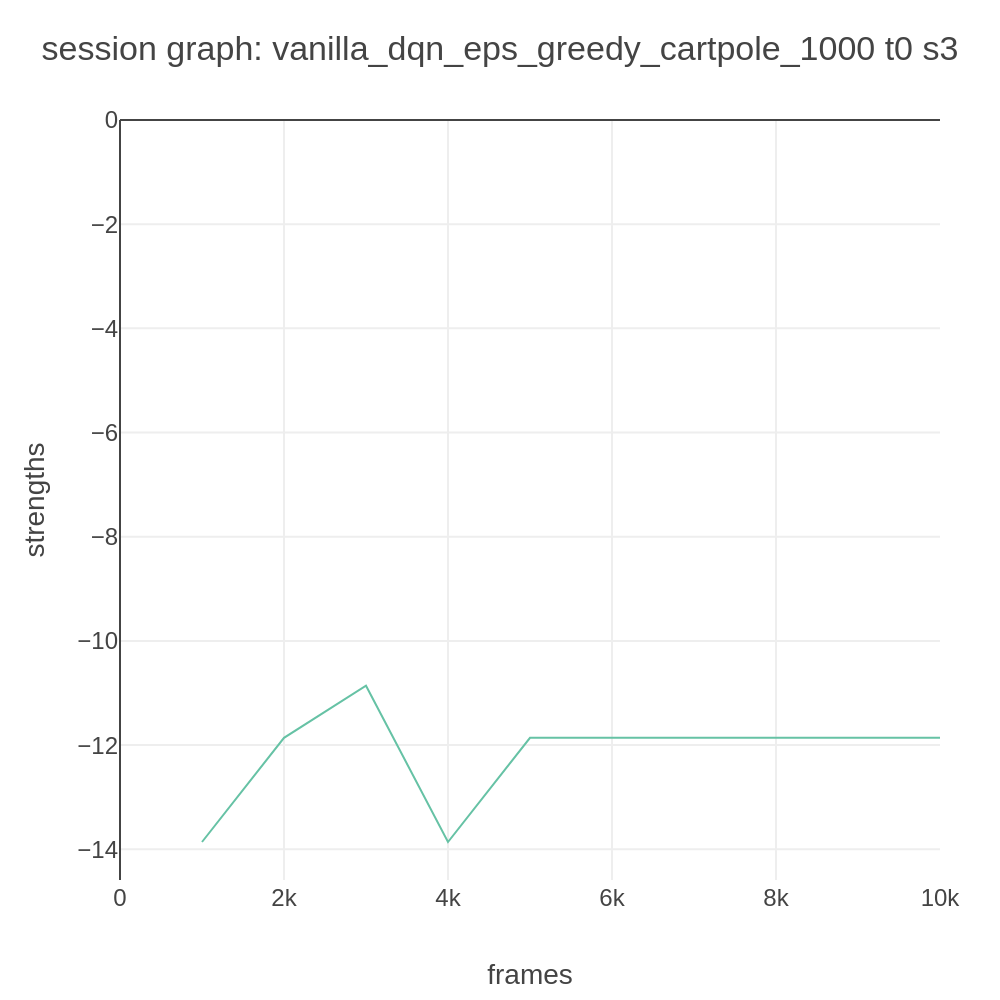 session graph: vanilla_dqn_eps_greedy_cartpole_1000 t0 s3
0
−2
−4
−6
−8
−10
−12
−14
strengths
0 2k 4k 6k 8k 10k
frames